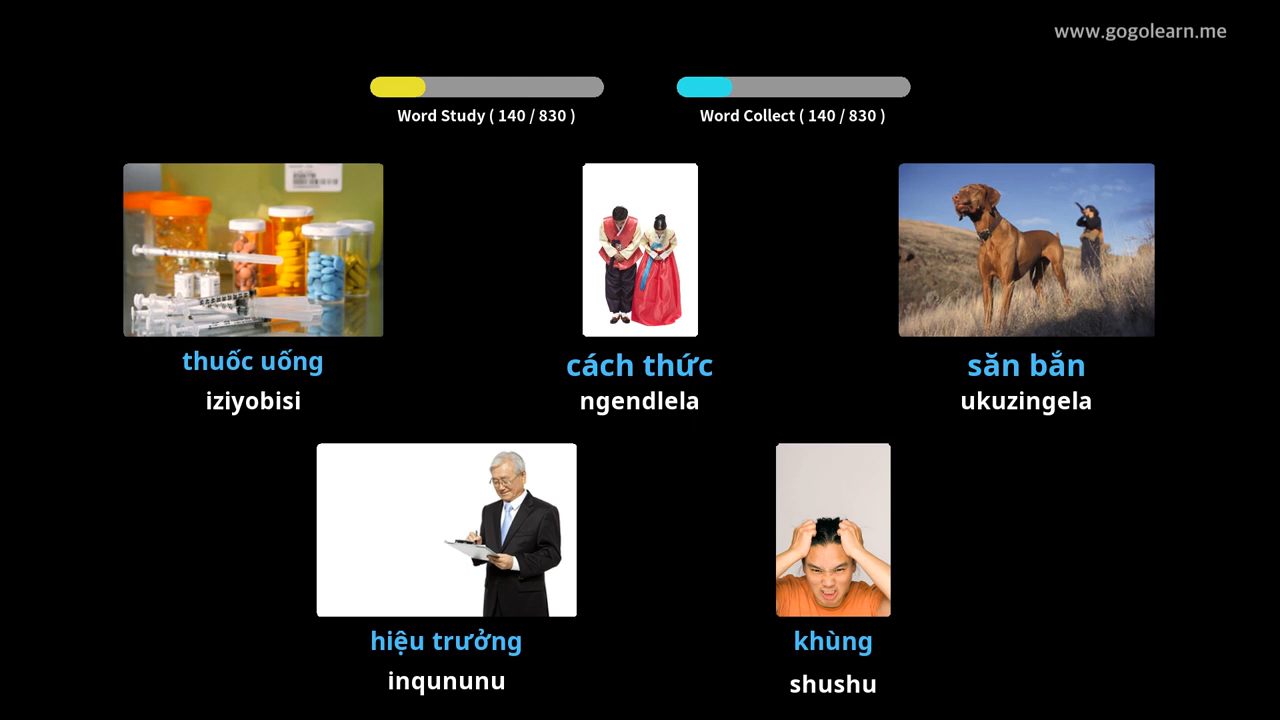 www.gogolearn.me
Word Study ( 140 / 830 )
Word Collect ( 140 / 830 )
thuốc uống
iziyobisi
cách thức
ngendlela
săn bắn
ukuzingela
hiệu trưởng
inqununu
khùng
shushu